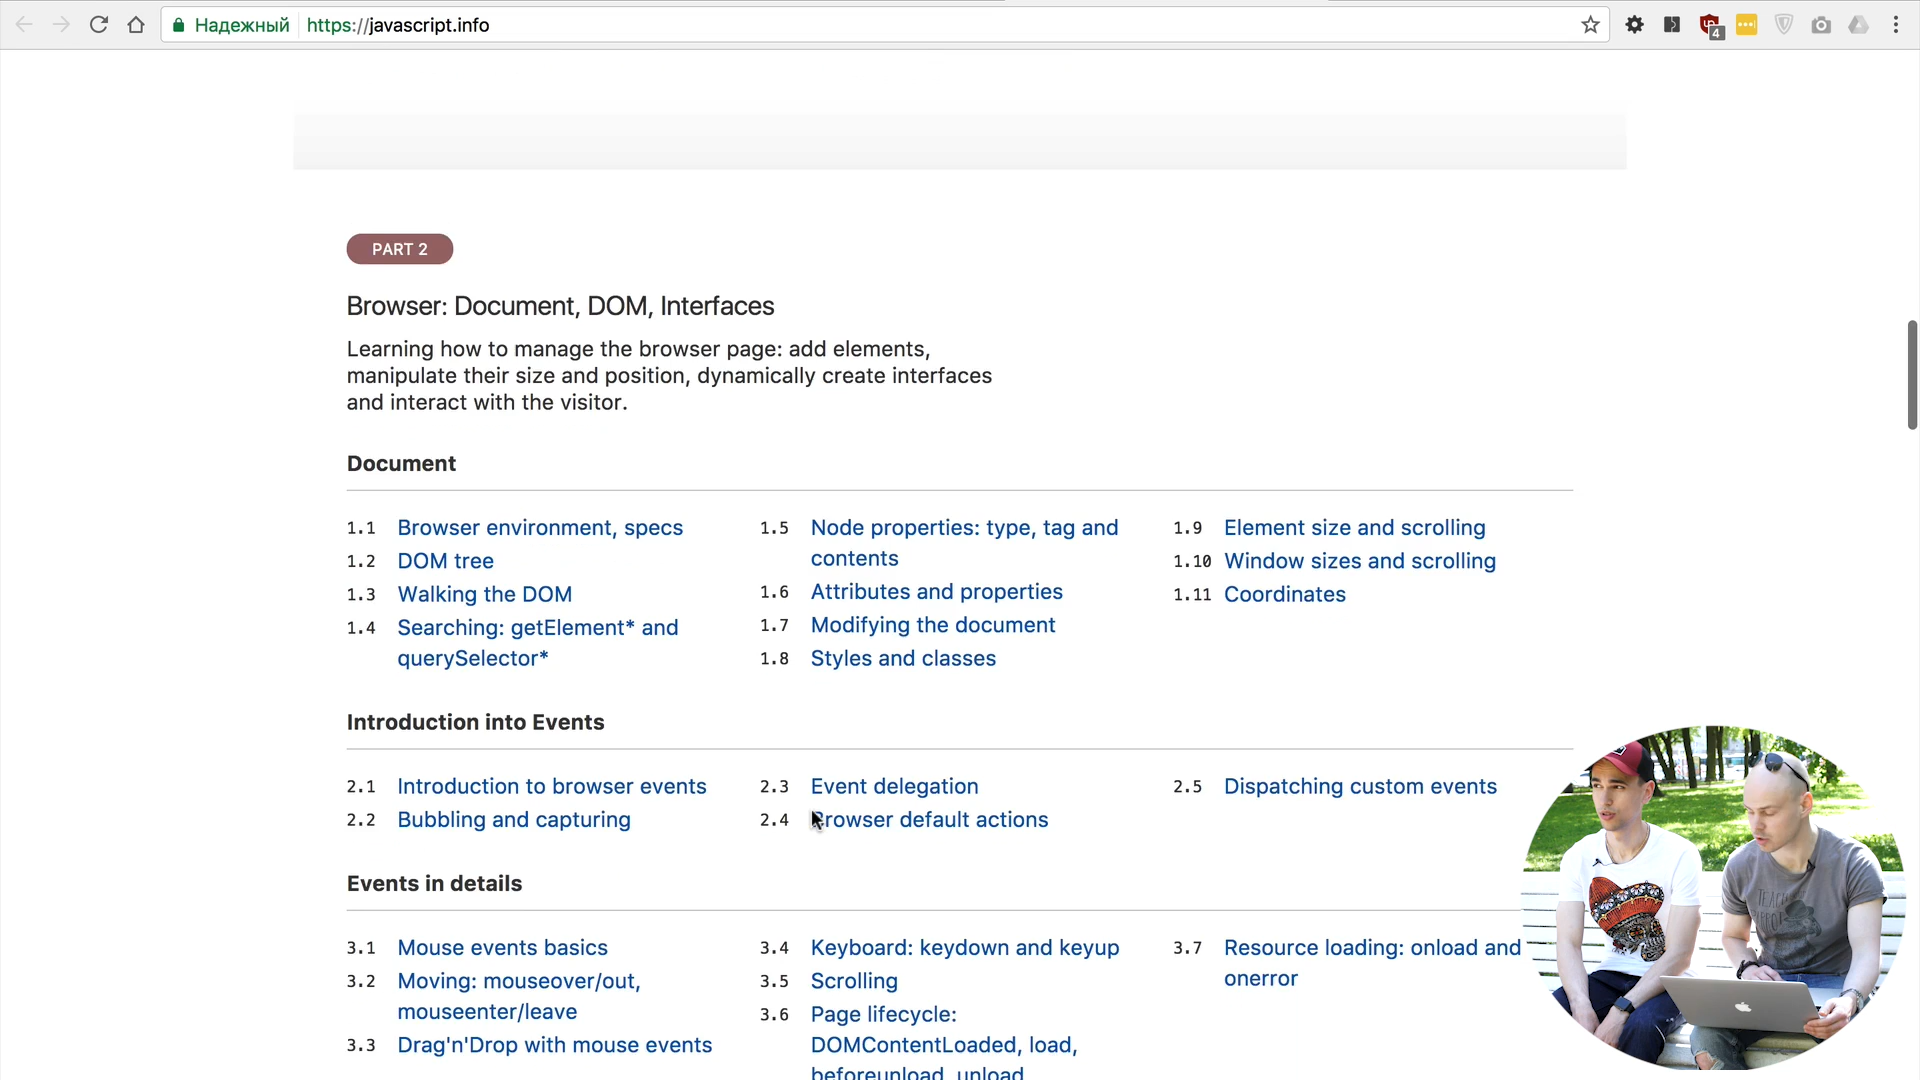 Надежный https://javascript.info
4
PART 2
Browser: Document, DOM, Interfaces
Learning how to manage the browser page: add elements,
manipulate their size and position, dynamically create interfaces
and interact with the visitor.
Document
1.1 Browser environment, specs
1.2 DOM tree
1.3 Walking the DOM
1.4 Searching: getElement* and
querySelector*
1.5 Node properties: type, tag and
contents
1.6 Attributes and properties
1.7 Modifying the document
1.8 Styles and classes
1.9 Element size and scrolling
1.10 Window sizes and scrolling
1.11 Coordinates
Introduction into Events
2.1 Introduction to browser events
2.2 Bubbling and capturing
2.3 Event delegation
2.4 Browser default actions
2.5 Dispatching custom events
Events in details
3.1 Mouse events basics
3.2 Moving: mouseover/out,
mouseenter/leave
3.3 Drag'n'Drop with mouse events
3.4 Keyboard: keydown and keyup
3.5 Scrolling
3.6 Page lifecycle:
DOMContentLoaded, load,
beforeunload, unload
3.7 Resource loading: onload and
onerror